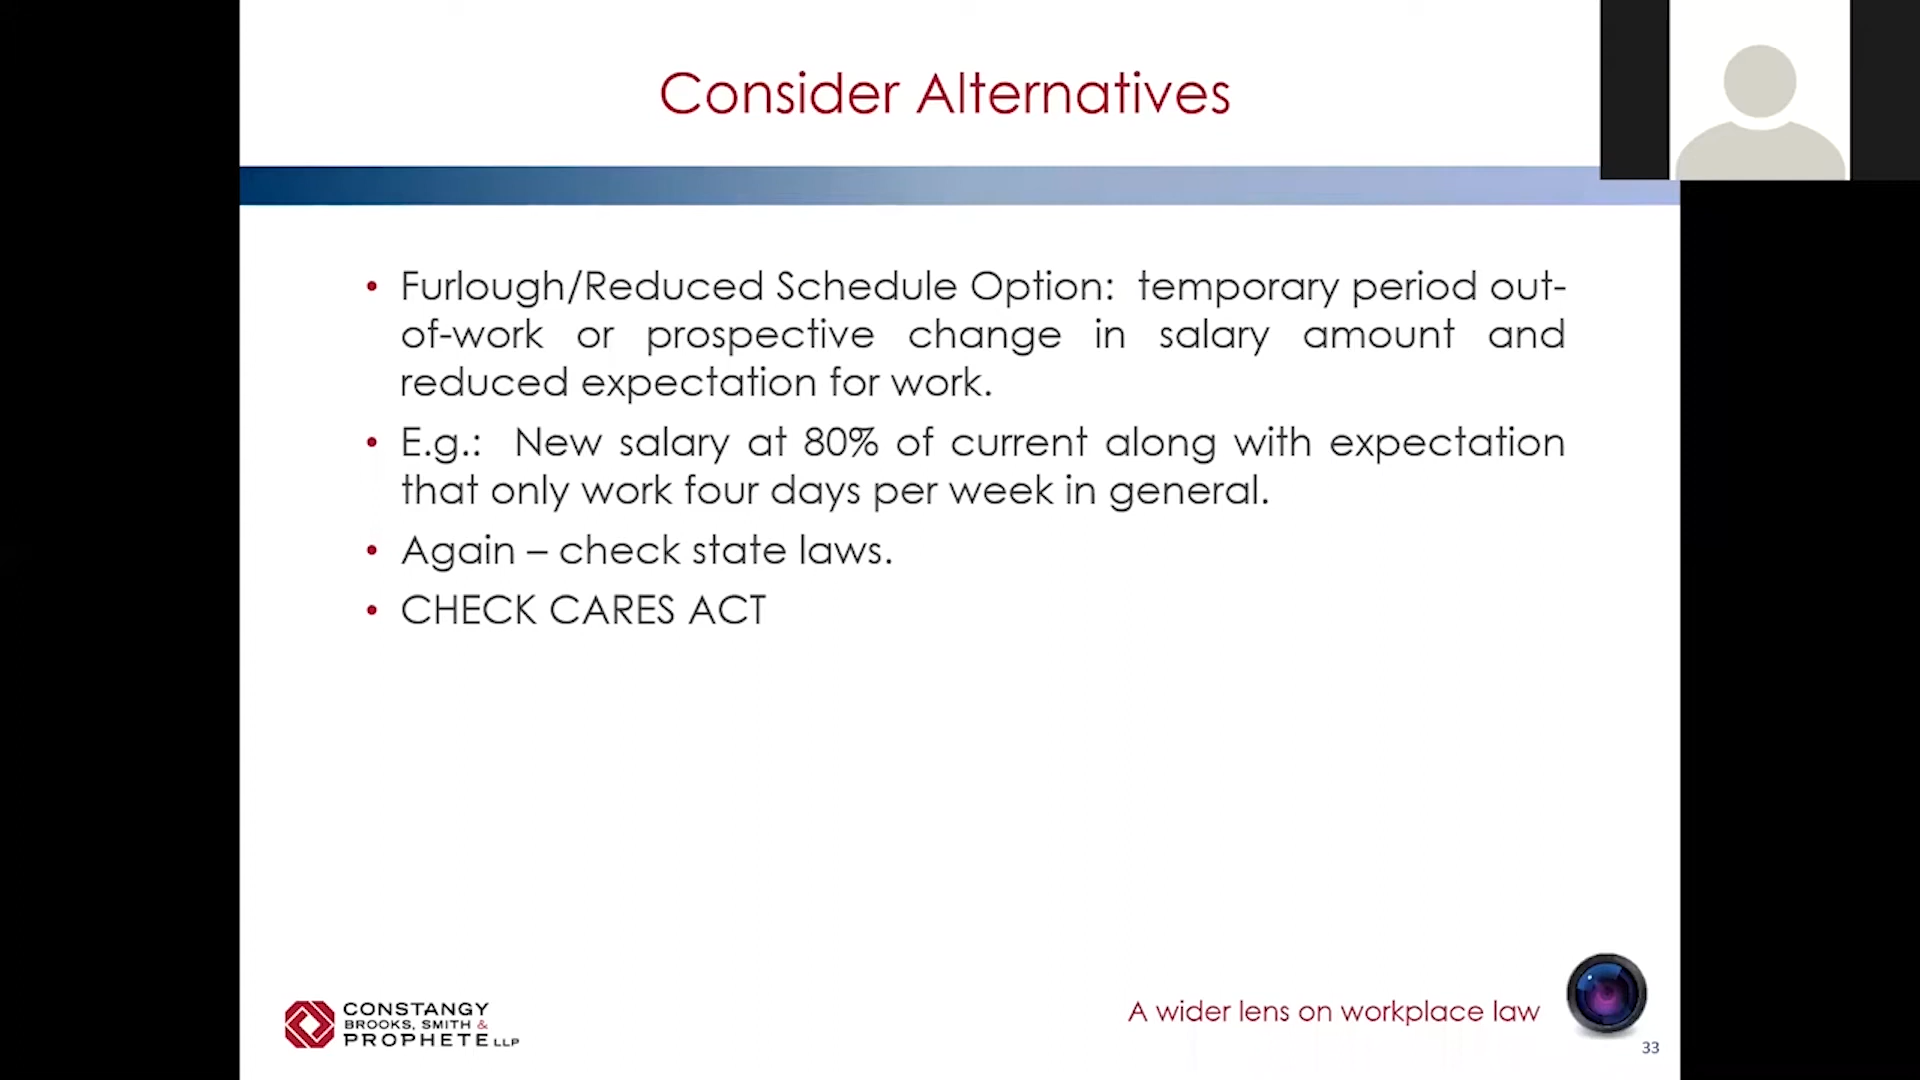 Consider Alternatives
• Furlough/Reduced Schedule Option: temporary period out-
of-work or prospective change in salary amount and
reduced expectation for work.
• E.g.: New salary at 80% of current along with expectation
that only work four days per week in general.
• Again – check state laws.
• CHECK CARES ACT
CONSTANGY
BROOKS, SMITH &
PROPHETE LLP
A wider lens on workplace law
33